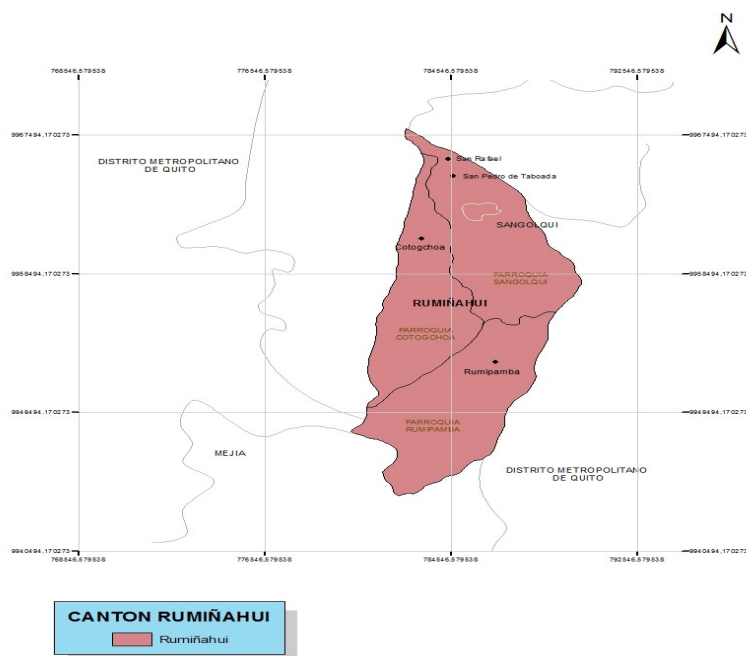 N
768546,579538 776546,579538 784546,579538 792546,579538
9967494,170273 9967494,170273
San Rafael
DISTRITO METROPOLITANO
DE QUITO
San Pedro de Taboada
SANGOLQUI
Cotogchoa
9958494,170273 9958494,170273
PARROQUIA
SANGOLQUI
RUMIÑAHUI
PARROQUIA
COTOGCHOA
Rumipamba
9949494,170273 9949494,170273
PARROQUIA
RUMIPAMBA
MEJIA
DISTRITO METROPOLITANO
DE QUITO
9940494,170273 9940494,170273
768546,579538 776546,579538 784546,579538 792546,579538
CANTON RUMIÑAHUI
Rumiñahui